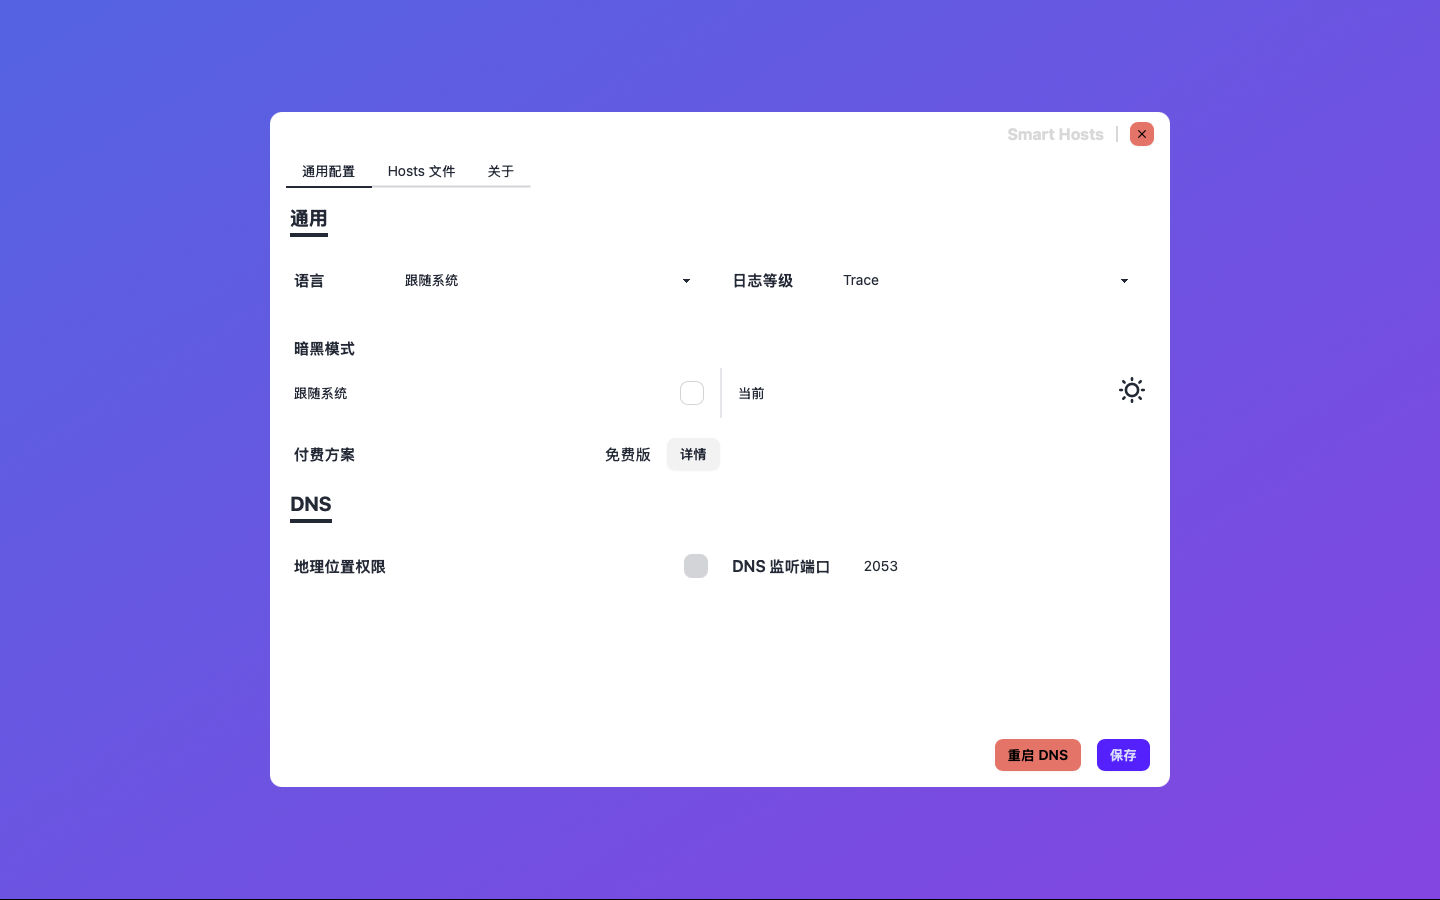 Smart Hosts
通用配置 Hosts 文件 关于
通用
语言 跟随系统 日志等级 Trace
暗黑模式
跟随系统 当前
付费方案 免费版 详情
DNS
地理位置权限 DNS 监听端口 2053
重启 DNS 保存